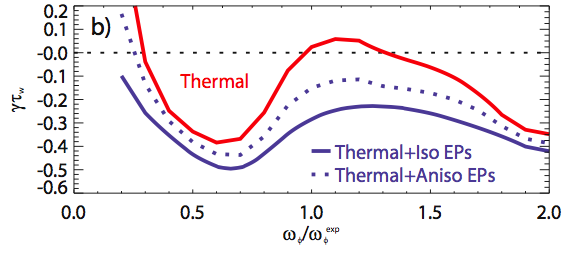 b)
0.2
0.1
-0.0
-0.1
-0.2
-0.3
-0.4
-0.5
-0.6
γτw
Thermal
Thermal+Iso EPs
Thermal+Aniso EPs
0.0 0.5 1.0 1.5 2.0
ωϕ/ωϕexp